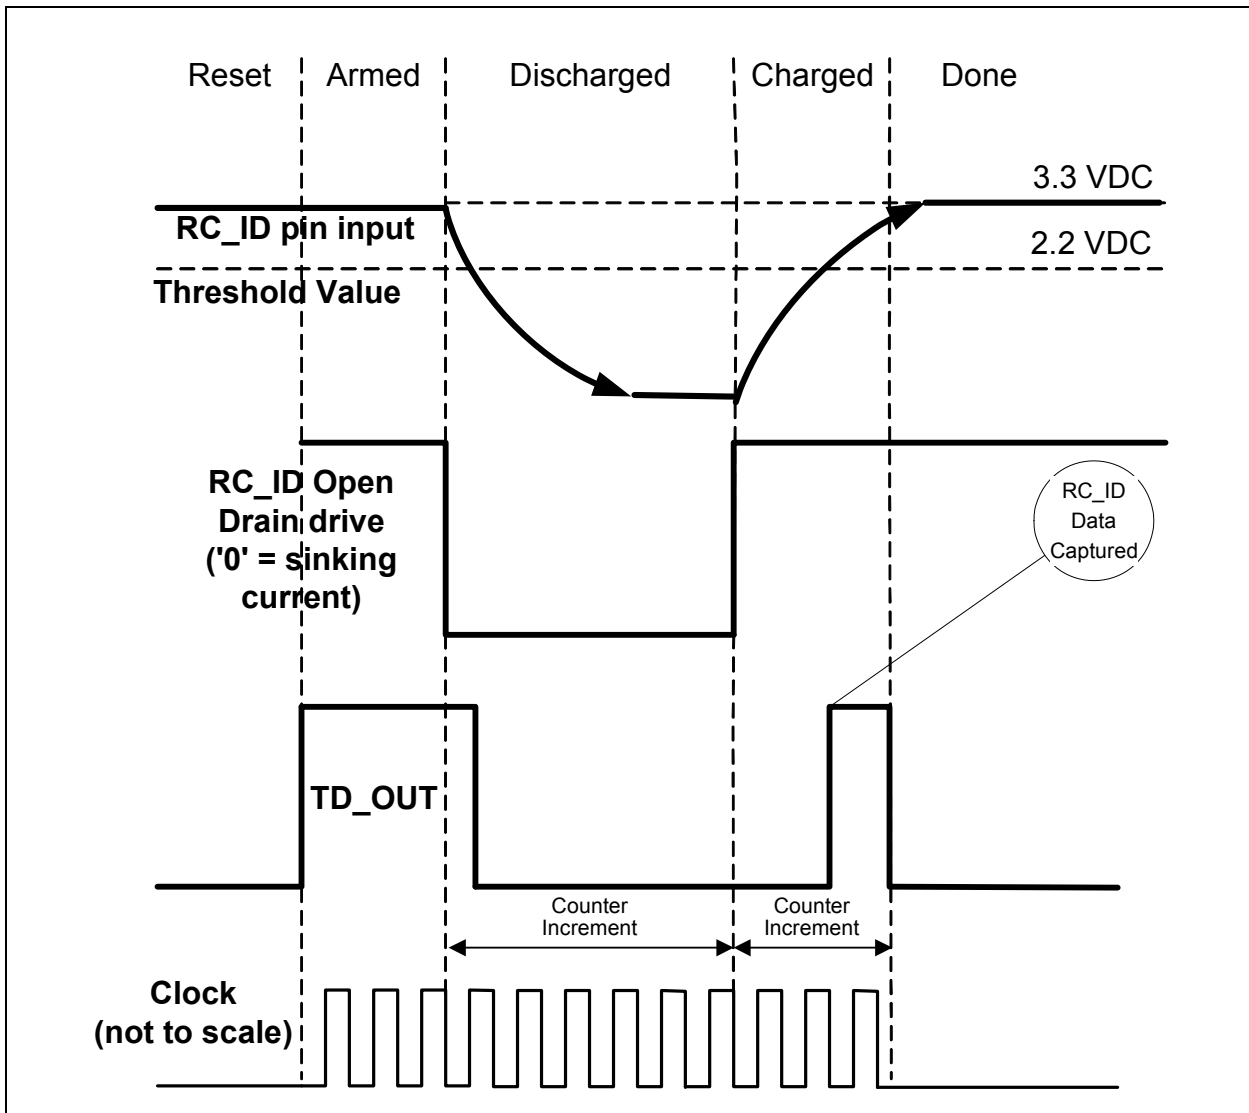 Reset Armed Discharged Charged Done
3.3 VDC
RC_ID pin input
2.2 VDC
Threshold Value
RC_ID Open
Drain drive
('0' = sinking
current)
RC_ID
Data
Captured
TD_OUT
Counter
Increment
Counter
Increment
Clock
(not to scale)